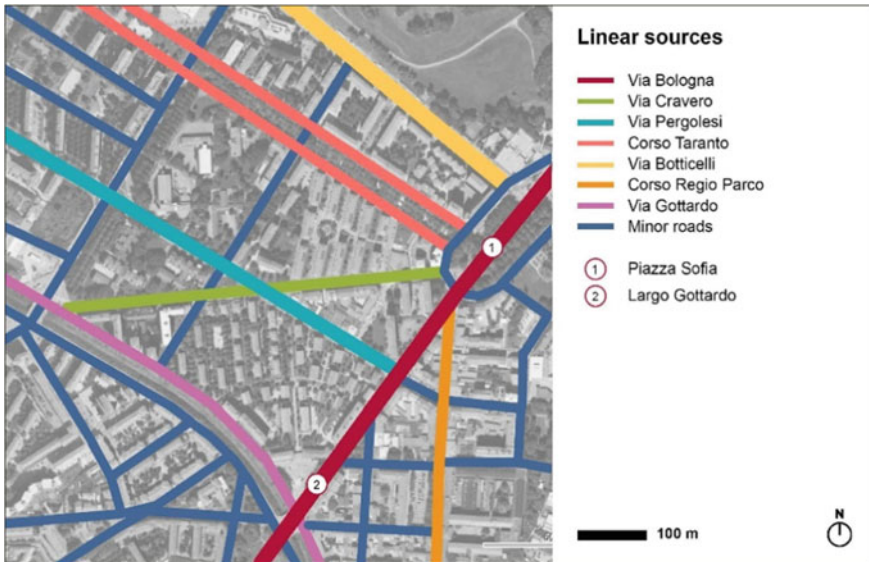 Linear sources
Via Bologna
Via Cravero
Via Pergolesi
Corso Taranto
Via Botticelli
Corso Regio Parco
Via Gottardo
Minor roads
1 Piazza Sofia
2 Largo Gottardo
1
2
100 m
N